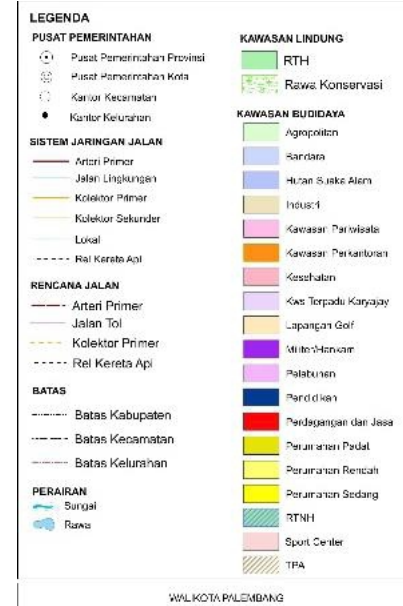 LEGENDA
PUSAT PEMERINTAHAN
Pusat Pemerintahan Provinsi
Pusat Pemerintahan Kota
Kantor Kecamatan
Kantor Kelurahan
SISTEM JARINGAN JALAN
Arteri Primer
Jalan Lingkungan
Kolektor Primer
Kolektor Sekunder
Lokal
Rel Kereta Api
RENCANA JALAN
Arteri Primer
Jalan Tol
Kolektor Primer
Rel Kereta Api
BATAS
Batas Kabupaten
Batas Kecamatan
Batas Kelurahan
PERAIRAN
Sungai
Rawa
KAWASAN LINDUNG
RTH
Rawa Konservasi
KAWASAN BUDIDAYA
Agropolitan
Bandara
Hutan Suaka Alam
Industri
Kawasan Pariwisata
Kawasan Perkantoran
Kesehatan
Kws Terpadu Karyajay
Lapangan Golf
Militer/Hankam
Pelabuhan
Pendidikan
Perdagangan dan Jasa
Perumahan Padat
Perumahan Rendah
Perumahan Sedang
RTNH
Sport Center
TPA
WALIKOTA PALEMBANG